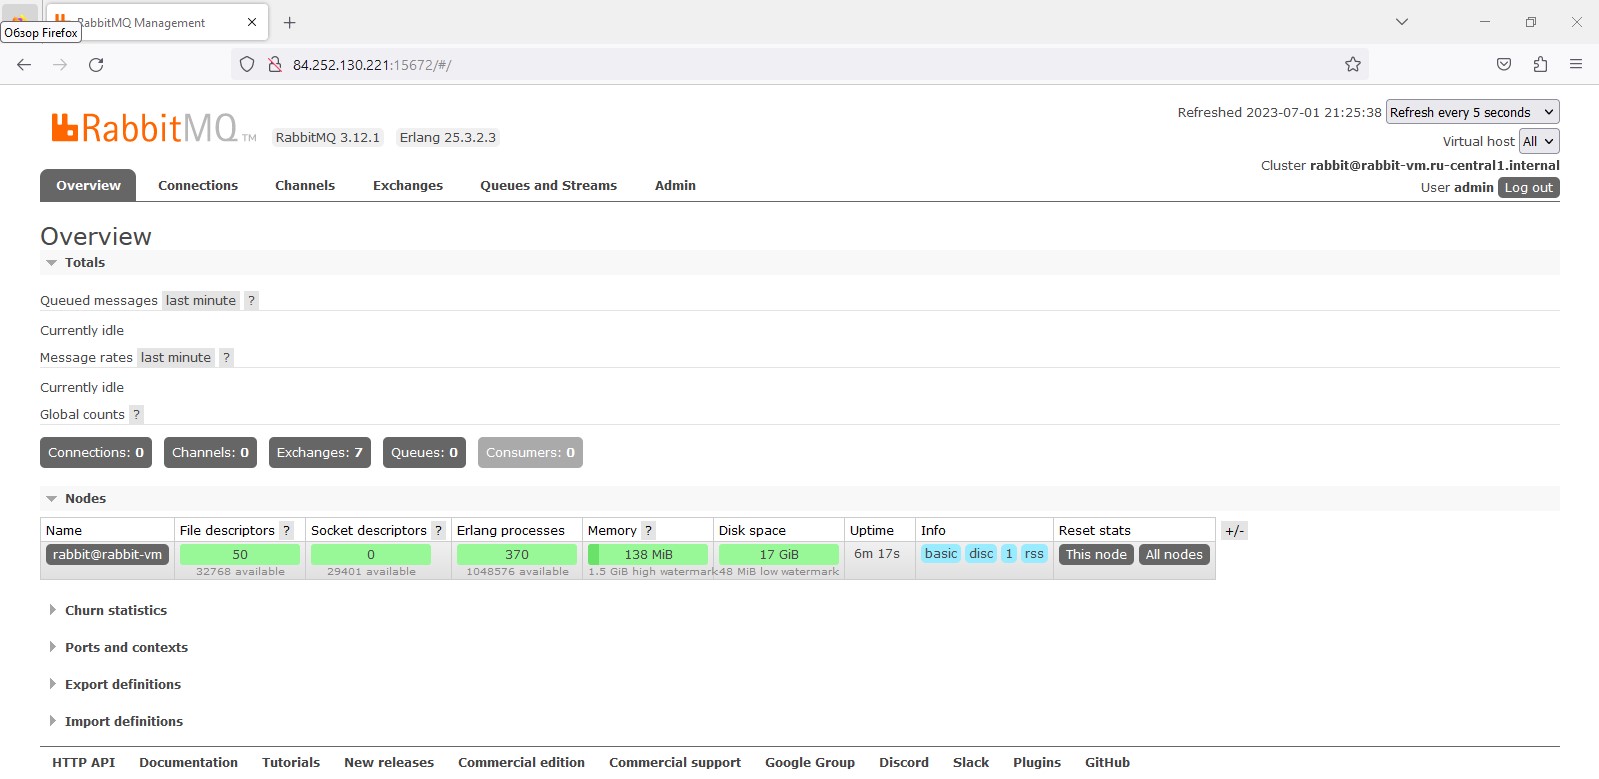 RabbitMQ Management
Обзор Firefox
84.252.130.221:15672/#/
RabbitMQ TM
RabbitMQ 3.12.1 Erlang 25.3.2.3
Refreshed 2023-07-01 21:25:38 Refresh every 5 seconds
Virtual host All
Cluster rabbit@rabbit-vm.ru-central1.internal
User admin Log out
Overview Connections Channels Exchanges Queues and Streams Admin
Overview
Totals
Queued messages last minute ?
Currently idle
Message rates last minute ?
Currently idle
Global counts ?
Connections: 0 Channels: 0 Exchanges: 7 Queues: 0 Consumers: 0
Nodes
Name File descriptors ? Socket descriptors ? Erlang processes Memory ? Disk space Uptime Info Reset stats +/-
rabbit@rabbit-vm 50 0 370 138 MiB 17 GiB 6m 17s basic disc 1 rss This node All nodes
32768 available 29401 available 1048576 available 1.5 GiB high watermark 48 MiB low watermark
Churn statistics
Ports and contexts
Export definitions
Import definitions
HTTP API Documentation Tutorials New releases Commercial edition Commercial support Google Group Discord Slack Plugins GitHub